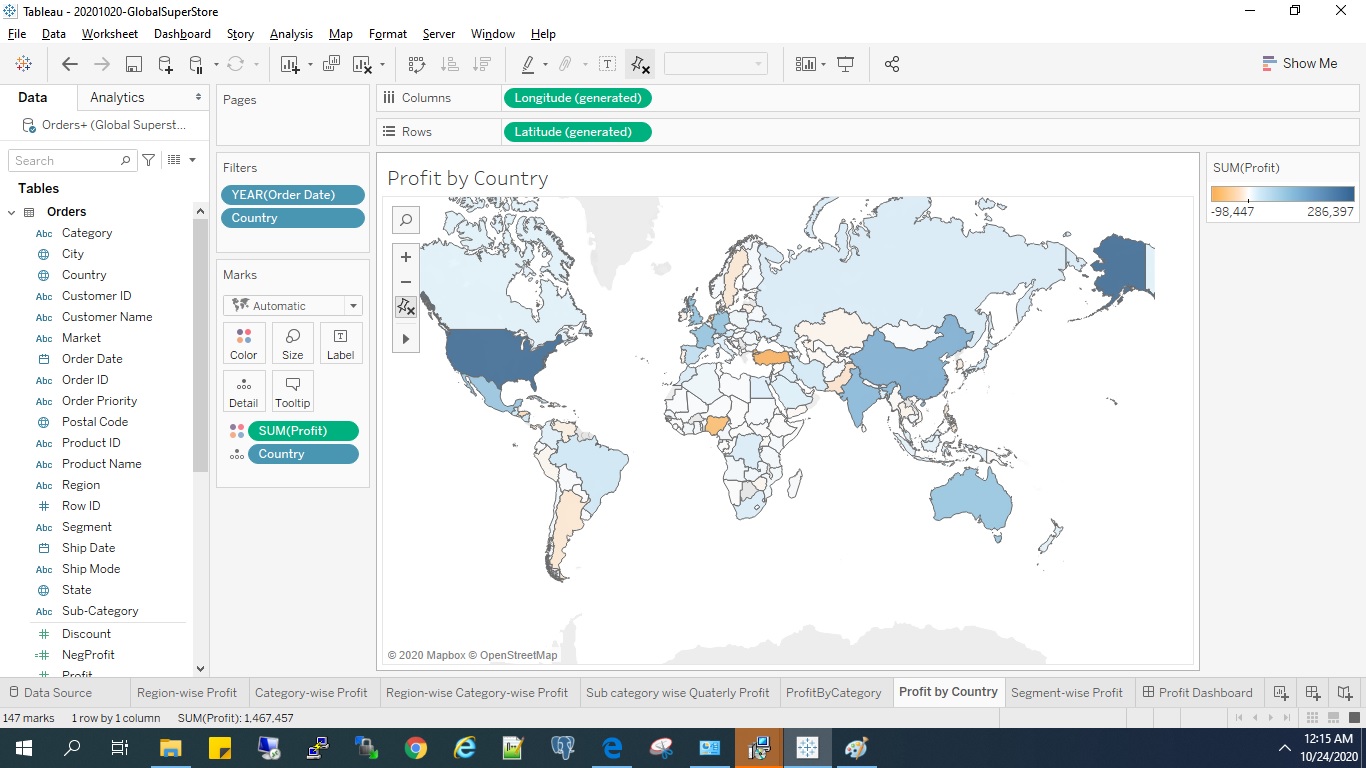 Tableau - 20201020-GlobalSuperStore
File Data Worksheet Dashboard Story Analysis Map Format Server Window Help
Show Me
Data Analytics
Orders+ (Global Superst...
Search
Tables
Orders
Abc Category
City
Country
Abc Customer ID
Abc Customer Name
Abc Market
Order Date
Abc Order ID
Abc Order Priority
Postal Code
Abc Product ID
Abc Product Name
Abc Region
# Row ID
Abc Segment
Ship Date
Abc Ship Mode
State
Abc Sub-Category
# Discount
=# NegProfit
# Profit
Pages
Filters
YEAR(Order Date)
Country
Marks
Automatic
Color Size Label
Detail Tooltip
SUM(Profit)
Country
Columns Longitude (generated)
Rows Latitude (generated)
Profit by Country
© 2020 Mapbox © OpenStreetMap
SUM(Profit)
-98,447 286,397
Data Source Region-wise Profit Category-wise Profit Region-wise Category-wise Profit Sub category wise Quaterly Profit ProfitByCategory Profit by Country Segment-wise Profit Profit Dashboard
147 marks 1 row by 1 column SUM(Profit): 1,467,457
12:15 AM
10/24/2020